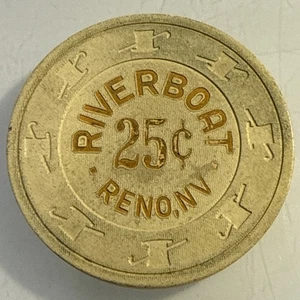 RIVERBOAT
25¢
- RENO, NV -